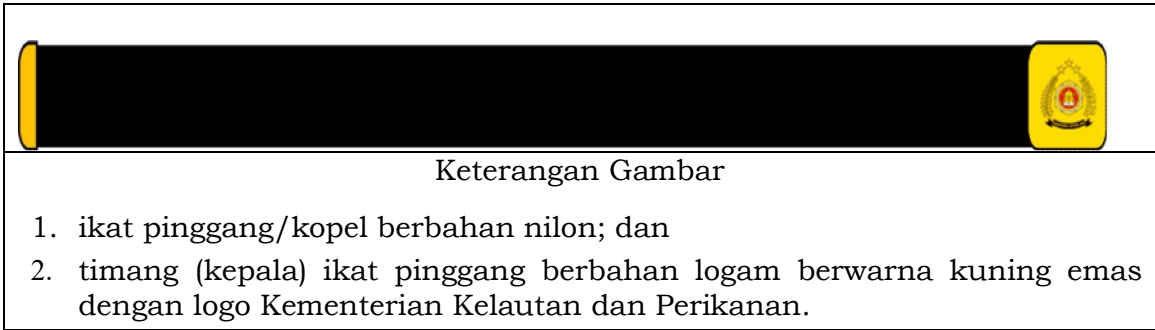 Keterangan Gambar
1. ikat pinggang/kopel berbahan nilon; dan
2. timang (kepala) ikat pinggang berbahan logam berwarna kuning emas
dengan logo Kementerian Kelautan dan Perikanan.